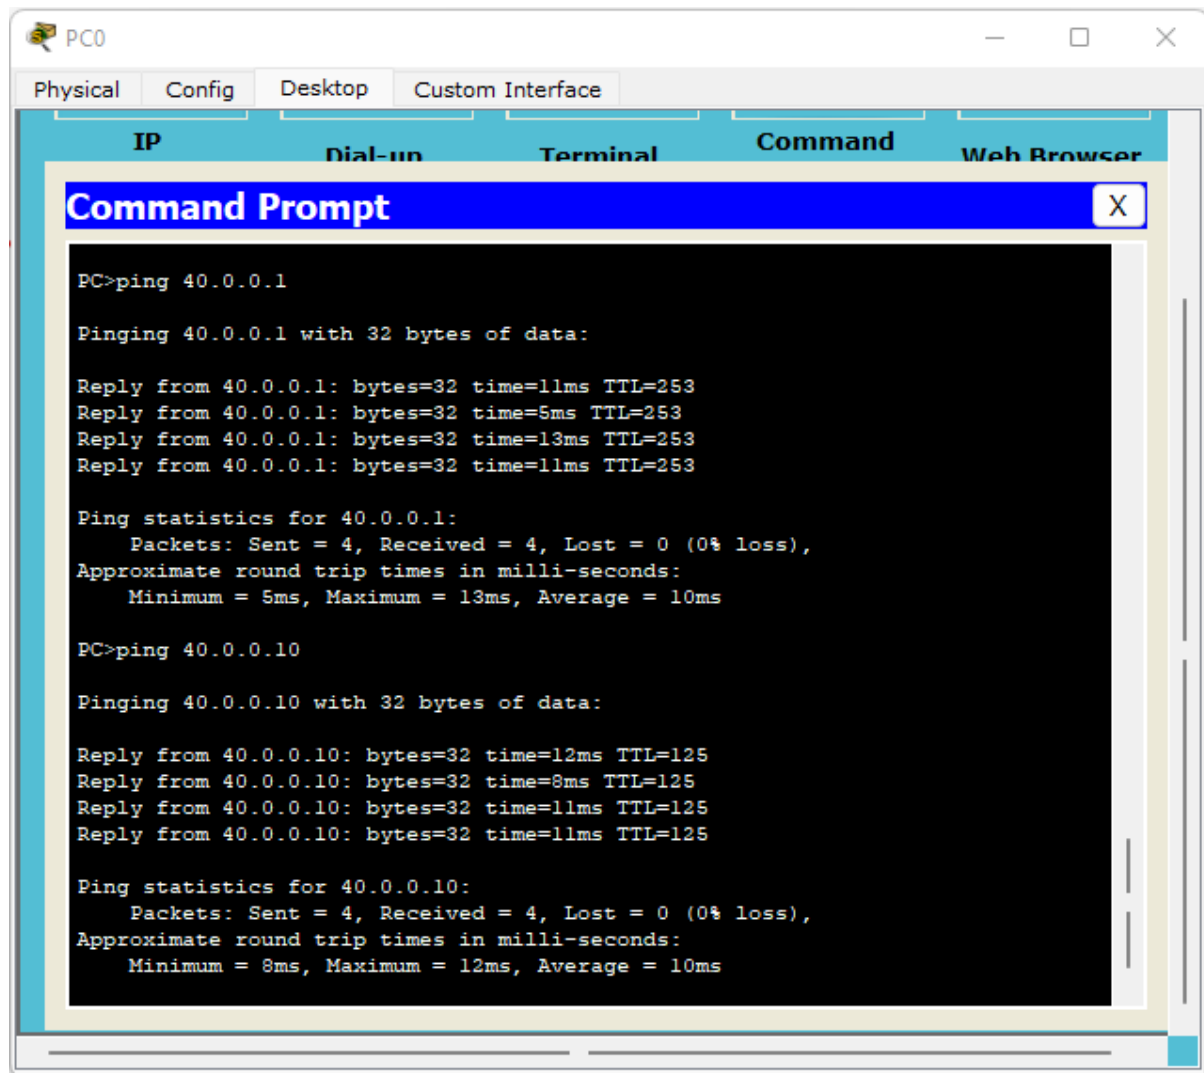 PC0
Physical Config Desktop Custom Interface
IP Dial-up Terminal Command Web Browser
Command Prompt X
PC>ping 40.0.0.1
Pinging 40.0.0.1 with 32 bytes of data:
Reply from 40.0.0.1: bytes=32 time=11ms TTL=253
Reply from 40.0.0.1: bytes=32 time=5ms TTL=253
Reply from 40.0.0.1: bytes=32 time=13ms TTL=253
Reply from 40.0.0.1: bytes=32 time=11ms TTL=253
Ping statistics for 40.0.0.1:
Packets: Sent = 4, Received = 4, Lost = 0 (0% loss),
Approximate round trip times in milli-seconds:
Minimum = 5ms, Maximum = 13ms, Average = 10ms
PC>ping 40.0.0.10
Pinging 40.0.0.10 with 32 bytes of data:
Reply from 40.0.0.10: bytes=32 time=12ms TTL=125
Reply from 40.0.0.10: bytes=32 time=8ms TTL=125
Reply from 40.0.0.10: bytes=32 time=11ms TTL=125
Reply from 40.0.0.10: bytes=32 time=11ms TTL=125
Ping statistics for 40.0.0.10:
Packets: Sent = 4, Received = 4, Lost = 0 (0% loss),
Approximate round trip times in milli-seconds:
Minimum = 8ms, Maximum = 12ms, Average = 10ms